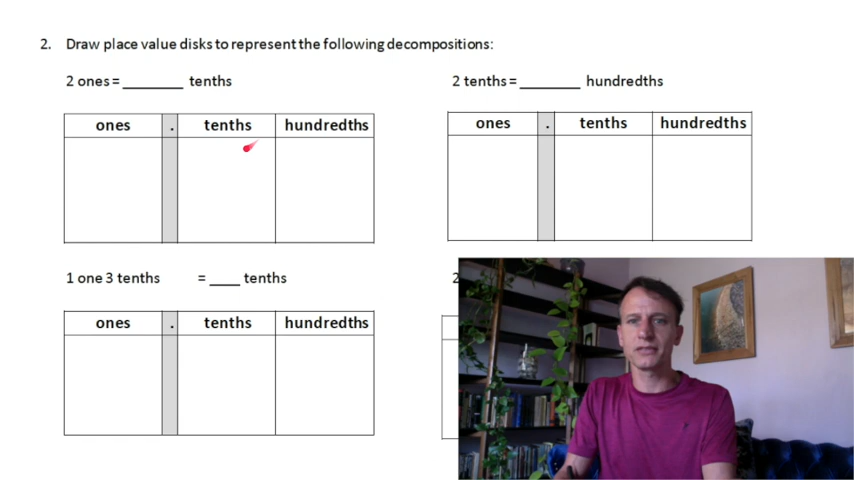 2. Draw place value disks to represent the following decompositions:
2 ones = ________ tenths
2 tenths = ________ hundredths
ones . tenths hundredths
ones . tenths hundredths
1 one 3 tenths = ____ tenths
2
ones . tenths hundredths